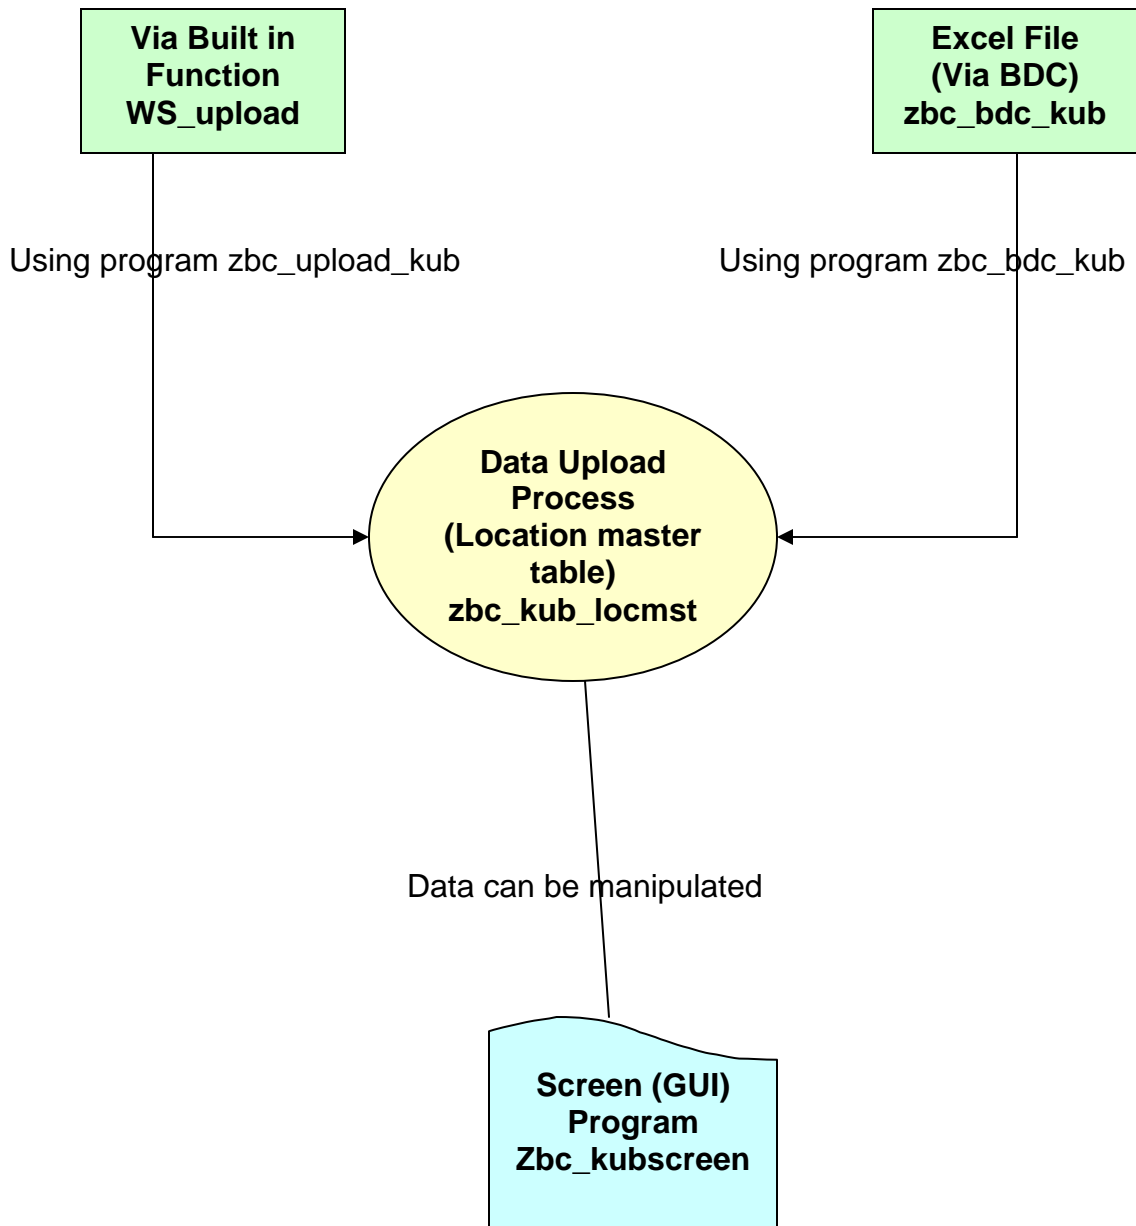 Via Built in
Function
WS_upload
Excel File
(Via BDC)
zbc_bdc_kub
Using program zbc_upload_kub
Using program zbc_bdc_kub
Data Upload
Process
(Location master
table)
zbc_kub_locmst
Data can be manipulated
Screen (GUI)
Program
Zbc_kubscreen